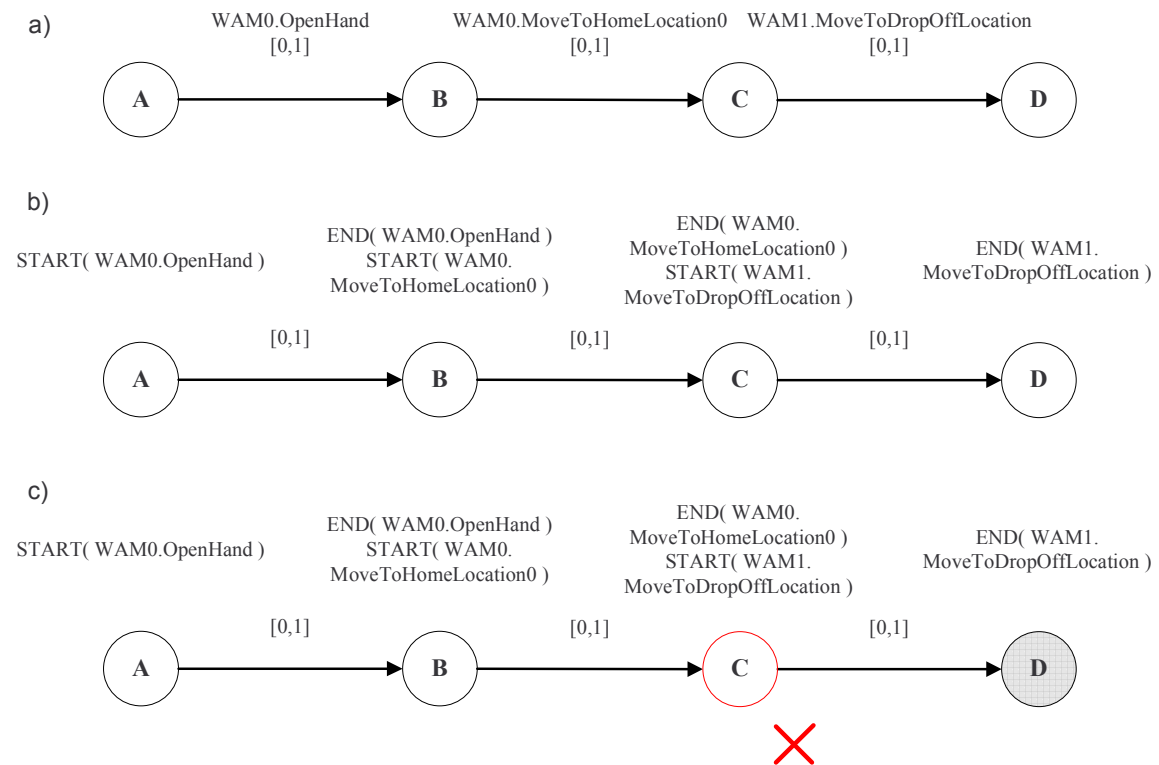 a)
WAM0.OpenHand
[0,1]
WAM0.MoveToHomeLocation0
[0,1]
WAM1.MoveToDropOffLocation
[0,1]
A
B
C
D
b)
START( WAM0.OpenHand )
END( WAM0.OpenHand )
START( WAM0.
MoveToHomeLocation0 )
END( WAM0.
MoveToHomeLocation0 )
START( WAM1.
MoveToDropOffLocation )
END( WAM1.
MoveToDropOffLocation )
[0,1]
[0,1]
[0,1]
A
B
C
D
c)
START( WAM0.OpenHand )
END( WAM0.OpenHand )
START( WAM0.
MoveToHomeLocation0 )
END( WAM0.
MoveToHomeLocation0 )
START( WAM1.
MoveToDropOffLocation )
END( WAM1.
MoveToDropOffLocation )
[0,1]
[0,1]
[0,1]
A
B
C
D